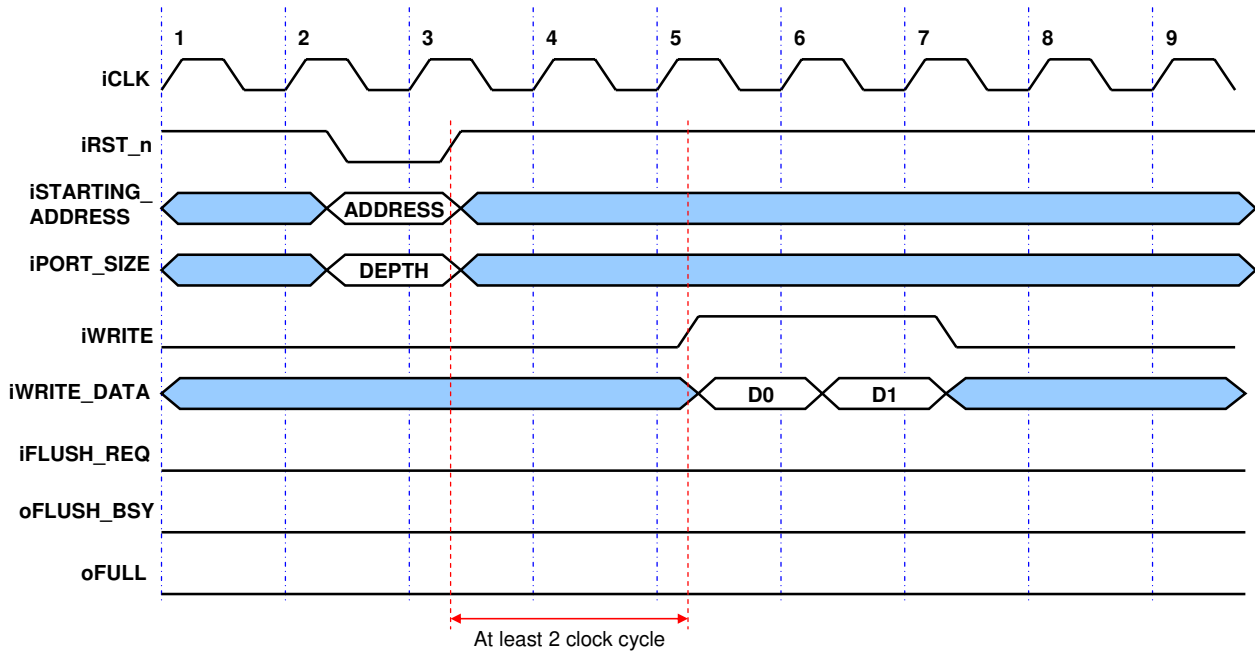 1 2 3 4 5 6 7 8 9
iCLK
iRST_n
iSTARTING_
ADDRESS
ADDRESS
iPORT_SIZE
DEPTH
iWRITE
iWRITE_DATA
D0 D1
iFLUSH_REQ
oFLUSH_BSY
oFULL
At least 2 clock cycle